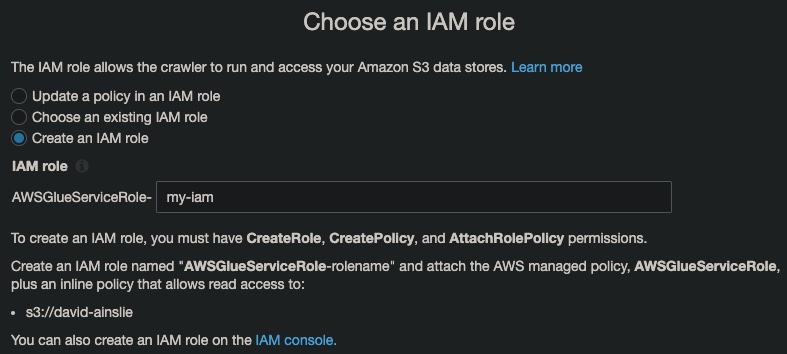 Choose an IAM role
The IAM role allows the crawler to run and access your Amazon S3 data stores. Learn more
Update a policy in an IAM role
Choose an existing IAM role
Create an IAM role
IAM role
AWSGlueServiceRole- my-iam
To create an IAM role, you must have CreateRole, CreatePolicy, and AttachRolePolicy permissions.
Create an IAM role named "AWSGlueServiceRole-rolename" and attach the AWS managed policy, AWSGlueServiceRole,
plus an inline policy that allows read access to:
• s3://david-ainslie
You can also create an IAM role on the IAM console.